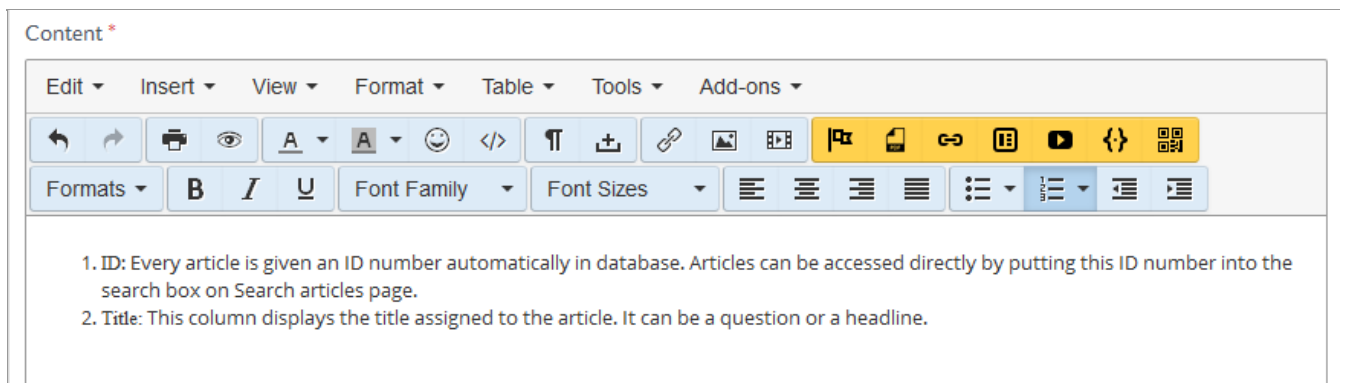 Content *
Edit Insert View Format Table Tools Add-ons
A A </> ¶ PDF {·}
Formats B I U Font Family Font Sizes
1. ID: Every article is given an ID number automatically in database. Articles can be accessed directly by putting this ID number into the
search box on Search articles page.
2. Title: This column displays the title assigned to the article. It can be a question or a headline.